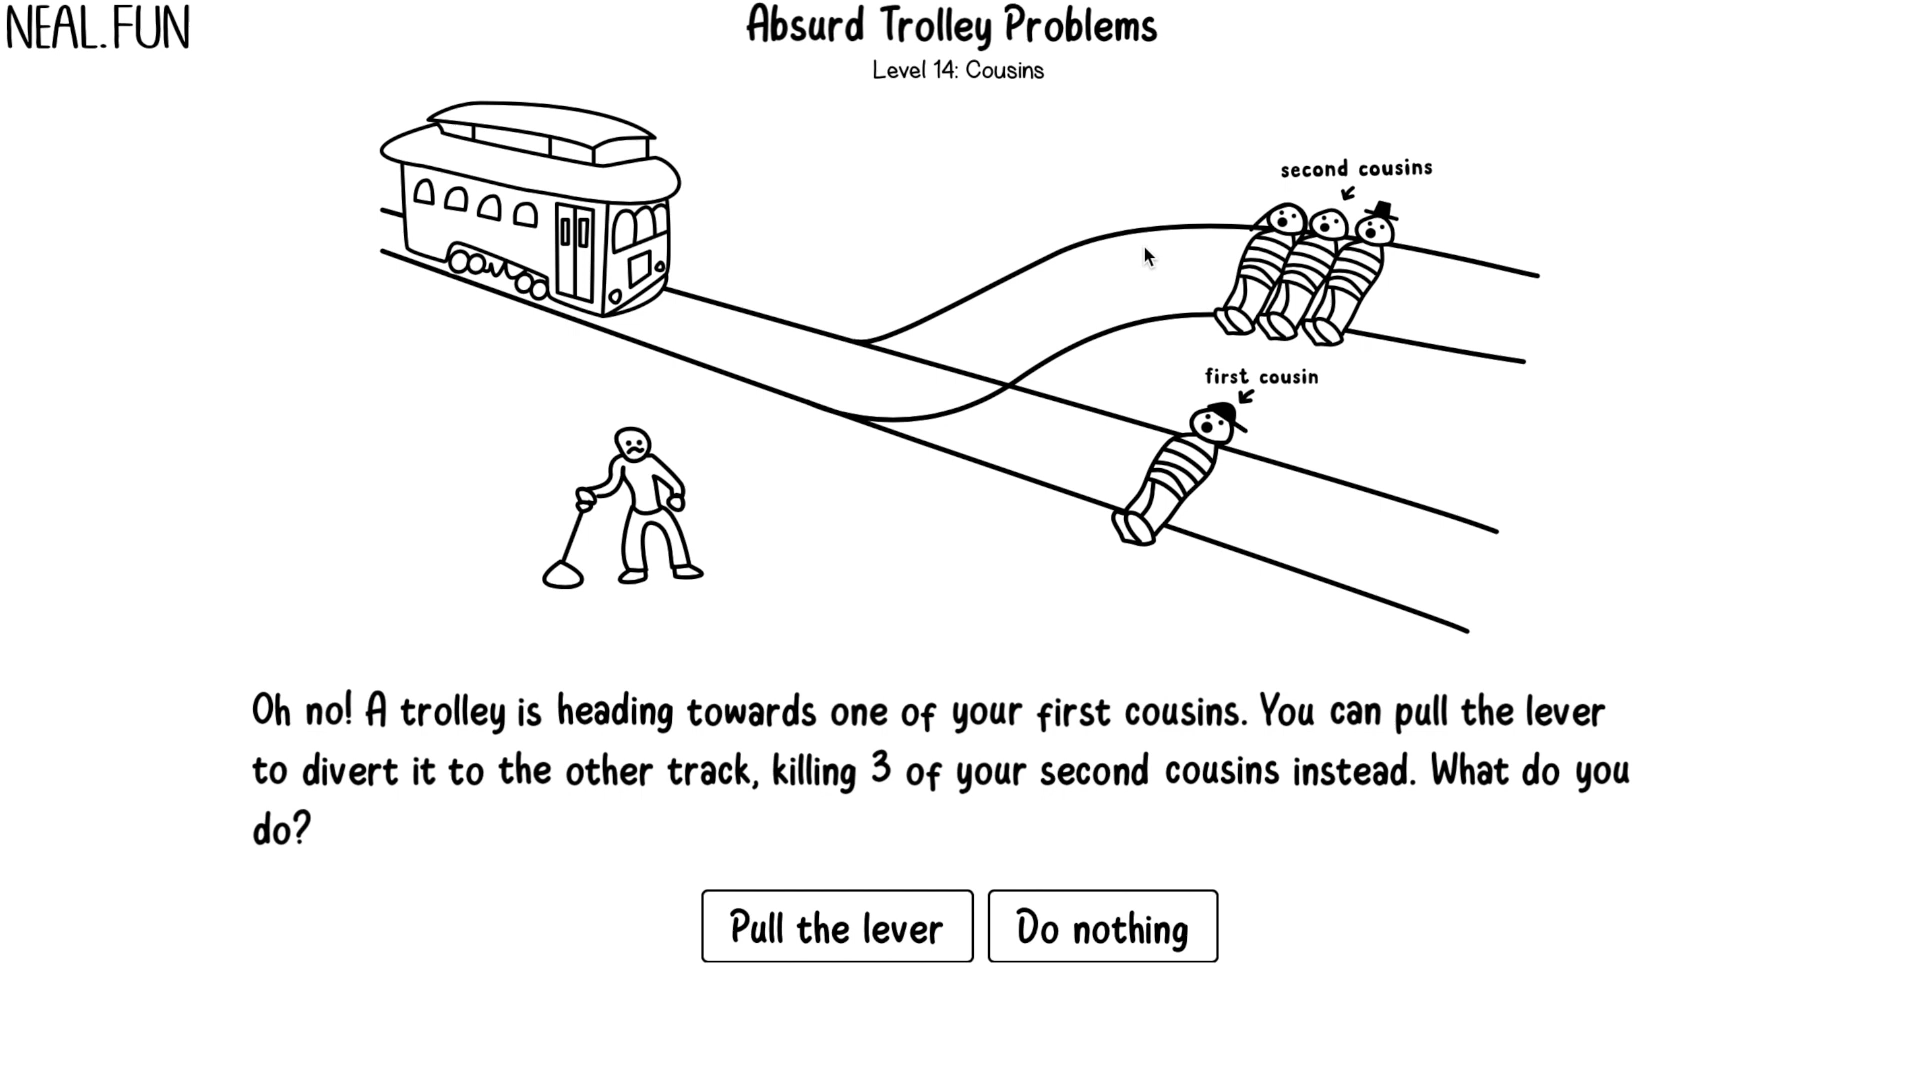 NEAL.FUN
Absurd Trolley Problems
Level 14: Cousins
second cousins
first cousin
Oh no! A trolley is heading towards one of your first cousins. You can pull the lever
to divert it to the other track, killing 3 of your second cousins instead. What do you
do?
Pull the lever
Do nothing